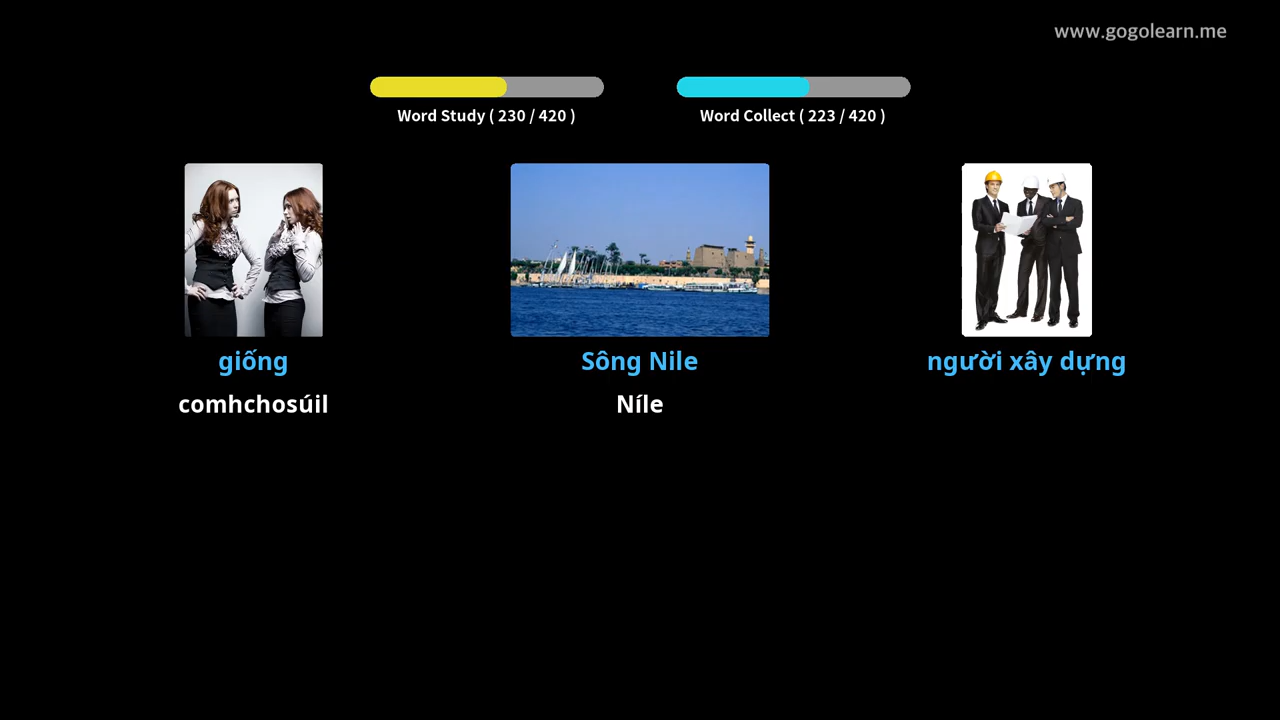 www.gogolearn.me
Word Study ( 230 / 420 )
Word Collect ( 223 / 420 )
giống
Sông Nile
người xây dựng
comhchosúil
Níle